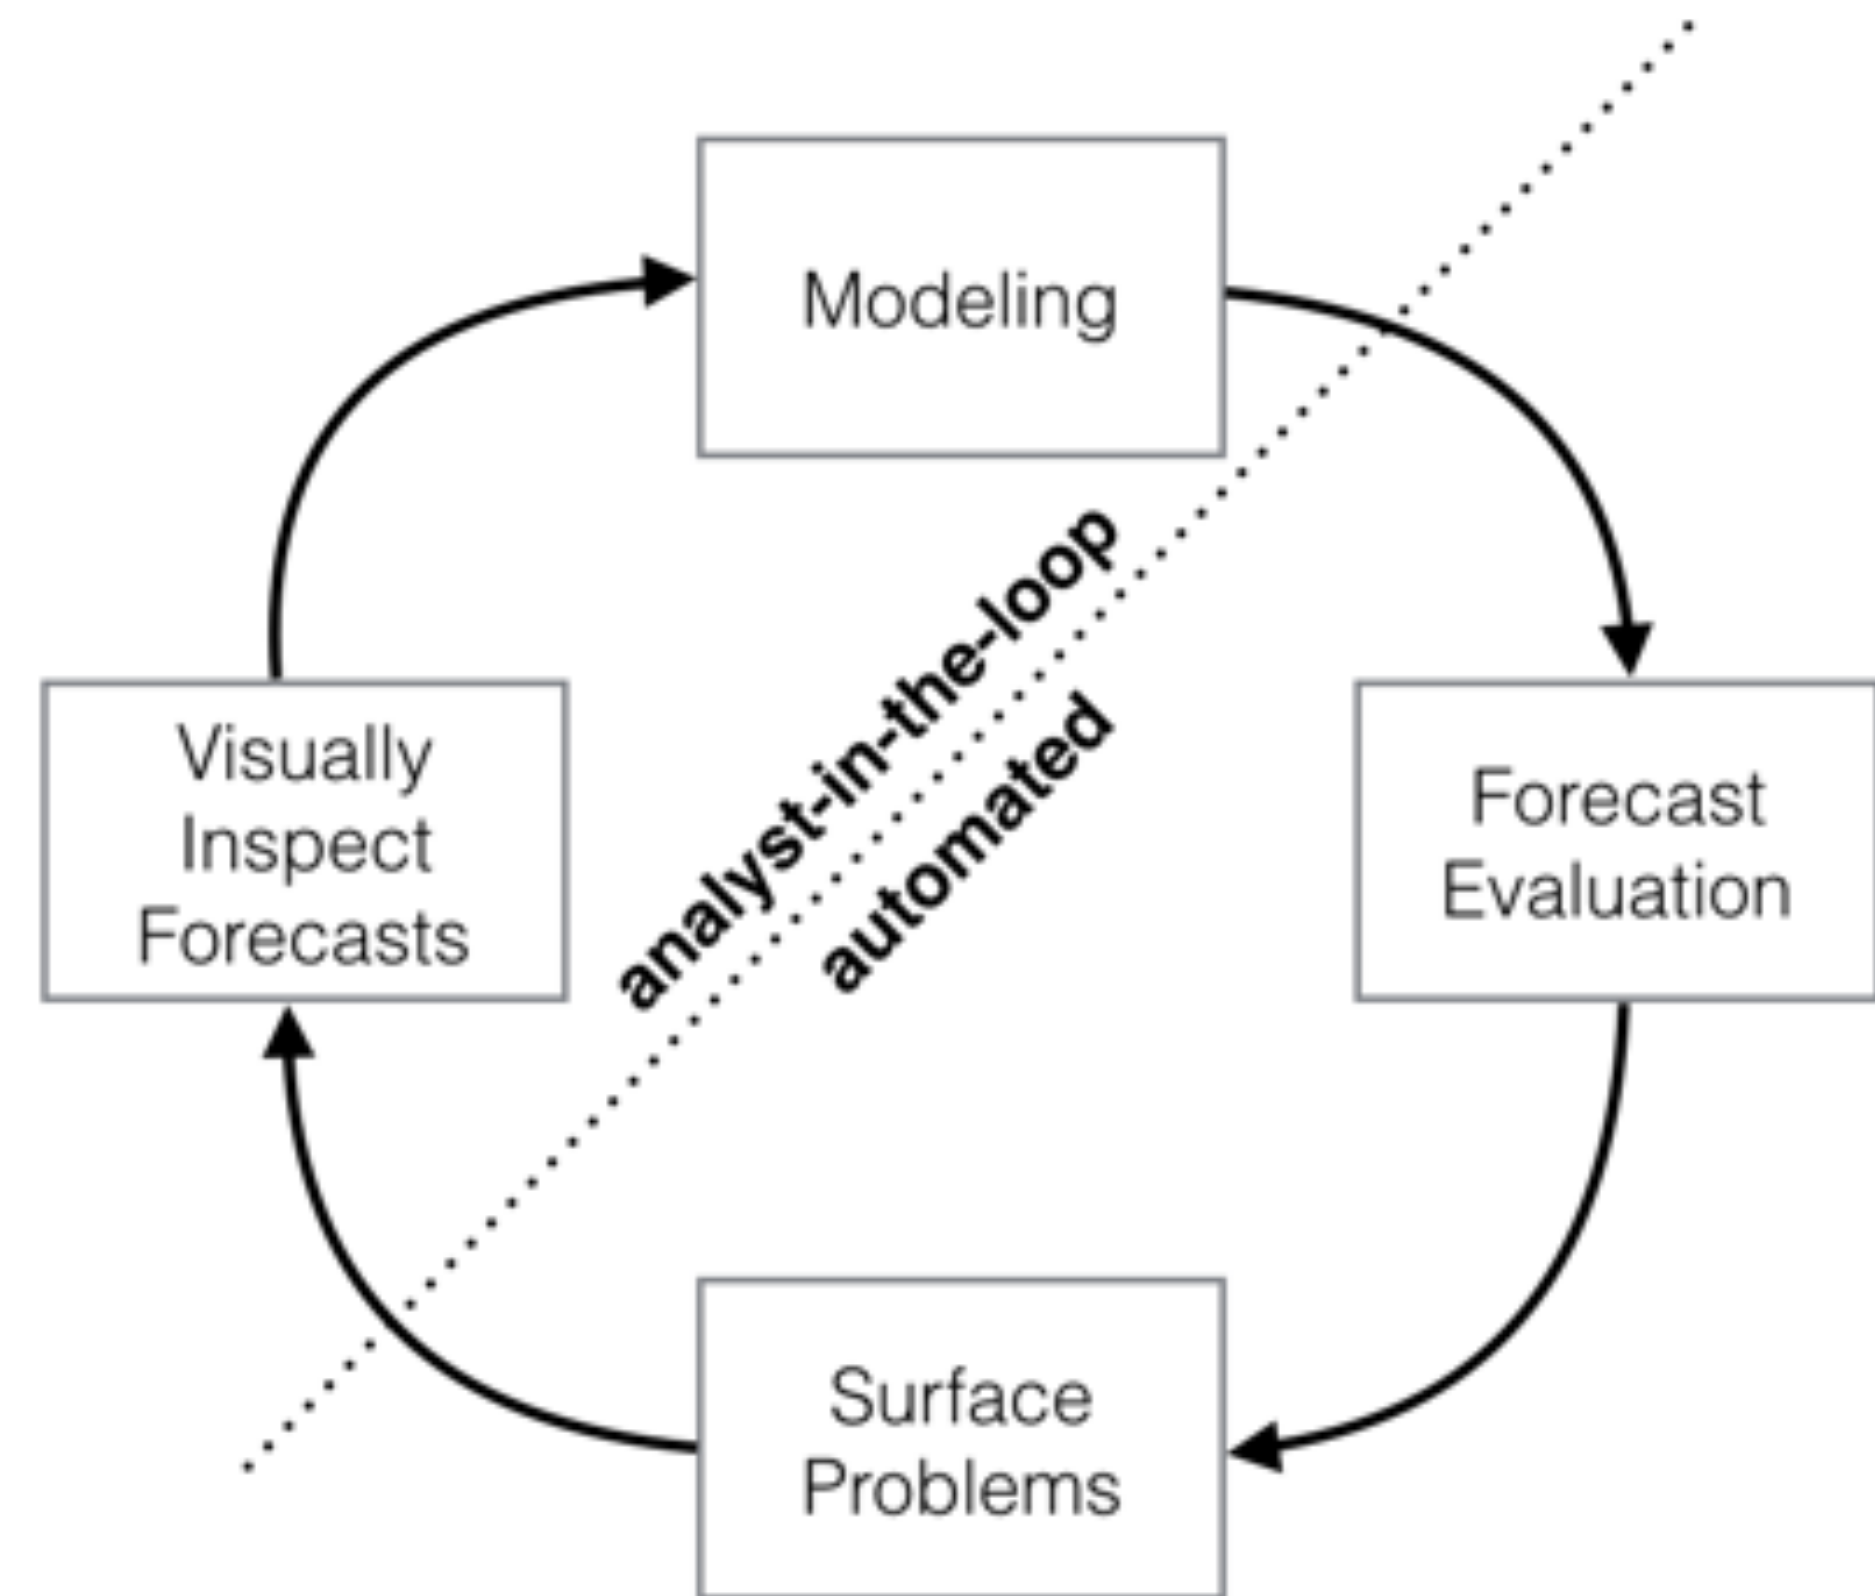 Modeling
analyst-in-the-loop
automated
Visually
Inspect
Forecasts
Forecast
Evaluation
Surface
Problems